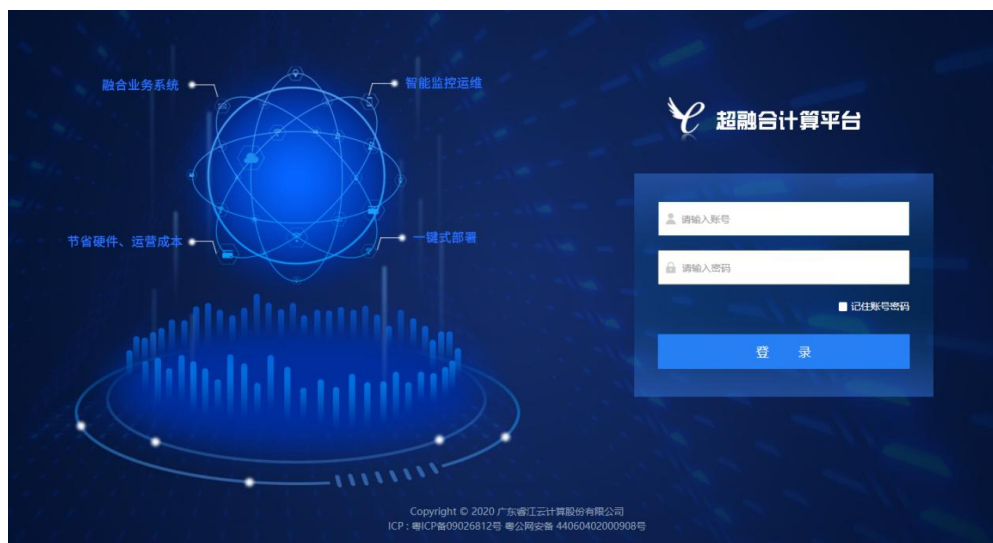 融合业务系统
智能监控运维
节省硬件、运营成本
一键式部署
超融合计算平台
请输入账号
请输入密码
记住账号密码
登 录
Copyright © 2020 广东睿江云计算股份有限公司
ICP : 粤ICP备09026812号 粤公网安备 44060402000908号